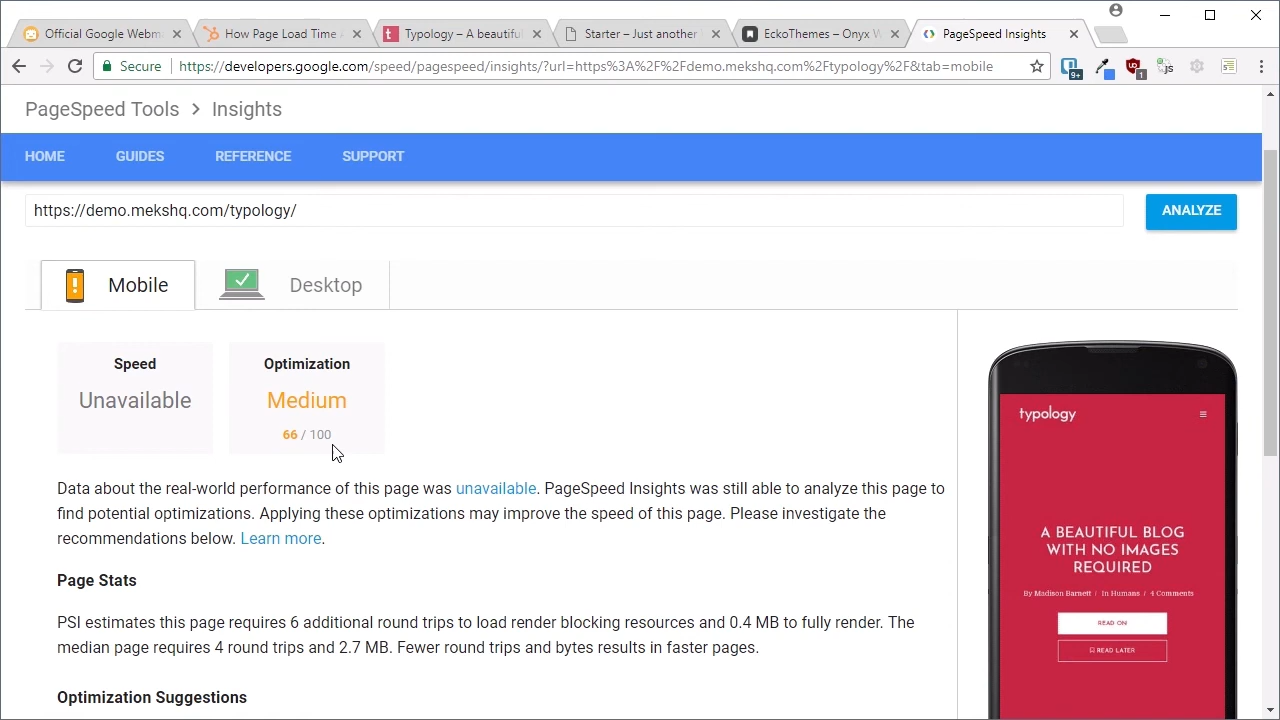 Official Google Webm
How Page Load Time A
Typology – A beautiful
Starter – Just another
EckoThemes – Onyx W
PageSpeed Insights
Secure
https://developers.google.com/speed/pagespeed/insights/?url=https%3A%2F%2Fdemo.mekshq.com%2Ftypology%2F&tab=mobile
9+
1
js
PageSpeed Tools > Insights
HOME GUIDES REFERENCE SUPPORT
https://demo.mekshq.com/typology/
ANALYZE
Mobile
Desktop
Speed
Unavailable
Optimization
Medium
66 / 100
Data about the real-world performance of this page was unavailable. PageSpeed Insights was still able to analyze this page to
find potential optimizations. Applying these optimizations may improve the speed of this page. Please investigate the
recommendations below. Learn more.
Page Stats
PSI estimates this page requires 6 additional round trips to load render blocking resources and 0.4 MB to fully render. The
median page requires 4 round trips and 2.7 MB. Fewer round trips and bytes results in faster pages.
Optimization Suggestions
typology
A BEAUTIFUL BLOG
WITH NO IMAGES
REQUIRED
By Madison Barnett / In Humans / 4 Comments
READ ON
READ LATER